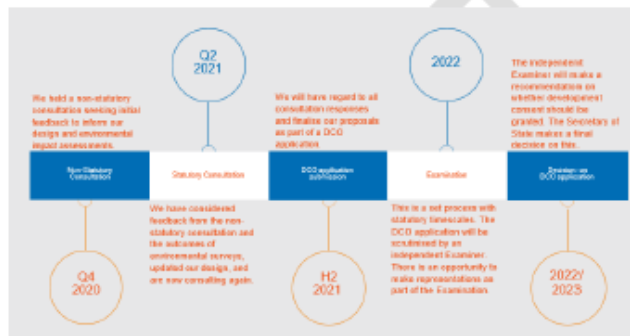 Q2
2021
2022
We held a non-statutory
consultation seeking initial
feedback to inform our
design and environmental
impact assessments.
We will have regard to all
consultation responses
and finalise our proposals
as part of a DCO
application.
The independent
Examiner will make a
recommendation on
whether development
consent should be
granted. The Secretary of
State makes a final
decision on this.
Non-Statutory
Consultation
Statutory Consultation
DCO application
submission
Examination
Decision on
DCO application
We have considered
feedback from the non-
statutory consultation and
the outcomes of
environmental surveys,
updated our design, and
are now consulting again.
This is a set process with
statutory timescales. The
DCO application will be
scrutinised by an
independent Examiner.
There is an opportunity to
make representations as
part of the Examination.
Q4
2020
H2
2021
2022/
2023